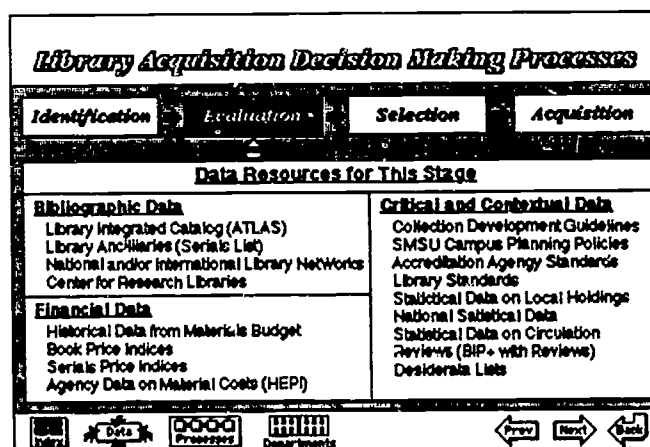 Library Acquisition Decision Making Processes
Identification
Evaluation
Selection
Acquisition
Data Resources for This Stage
Bibliographic Data
Library Integrated Catalog (ATLAS)
Library Ancilliaries (Serials List)
National and/or International Library NetWorks
Center for Research Libraries
Financial Data
Historical Data from Materials Budget
Book Price Indices
Serials Price Indices
Agency Data on Material Costs (HEPI)
Critical and Contextual Data
Collection Development Guidelines
SMSU Campus Planning Policies
Accreditation Agency Standards
Library Standards
Statistical Data on Local Holdings
National Satistical Data
Statistical Data on Circulation
Reviews (BIP+ with Reviews)
Desiderata Lists
Index
Data
Processes
Departments
Prev
Next
Back